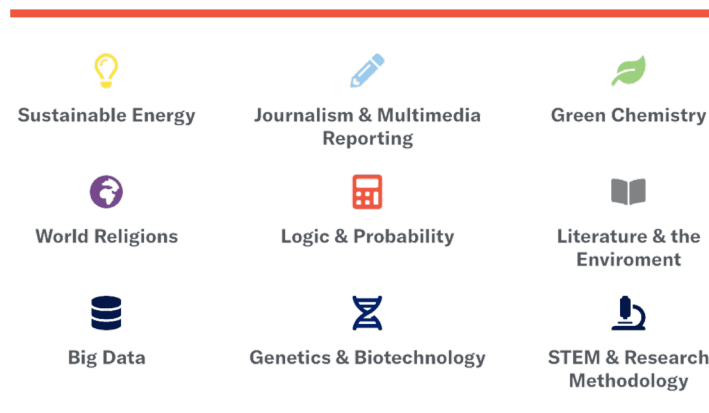 Sustainable Energy
Journalism & Multimedia
Reporting
Green Chemistry
World Religions
Logic & Probability
Literature & the
Enviroment
Big Data
Genetics & Biotechnology
STEM & Research
Methodology